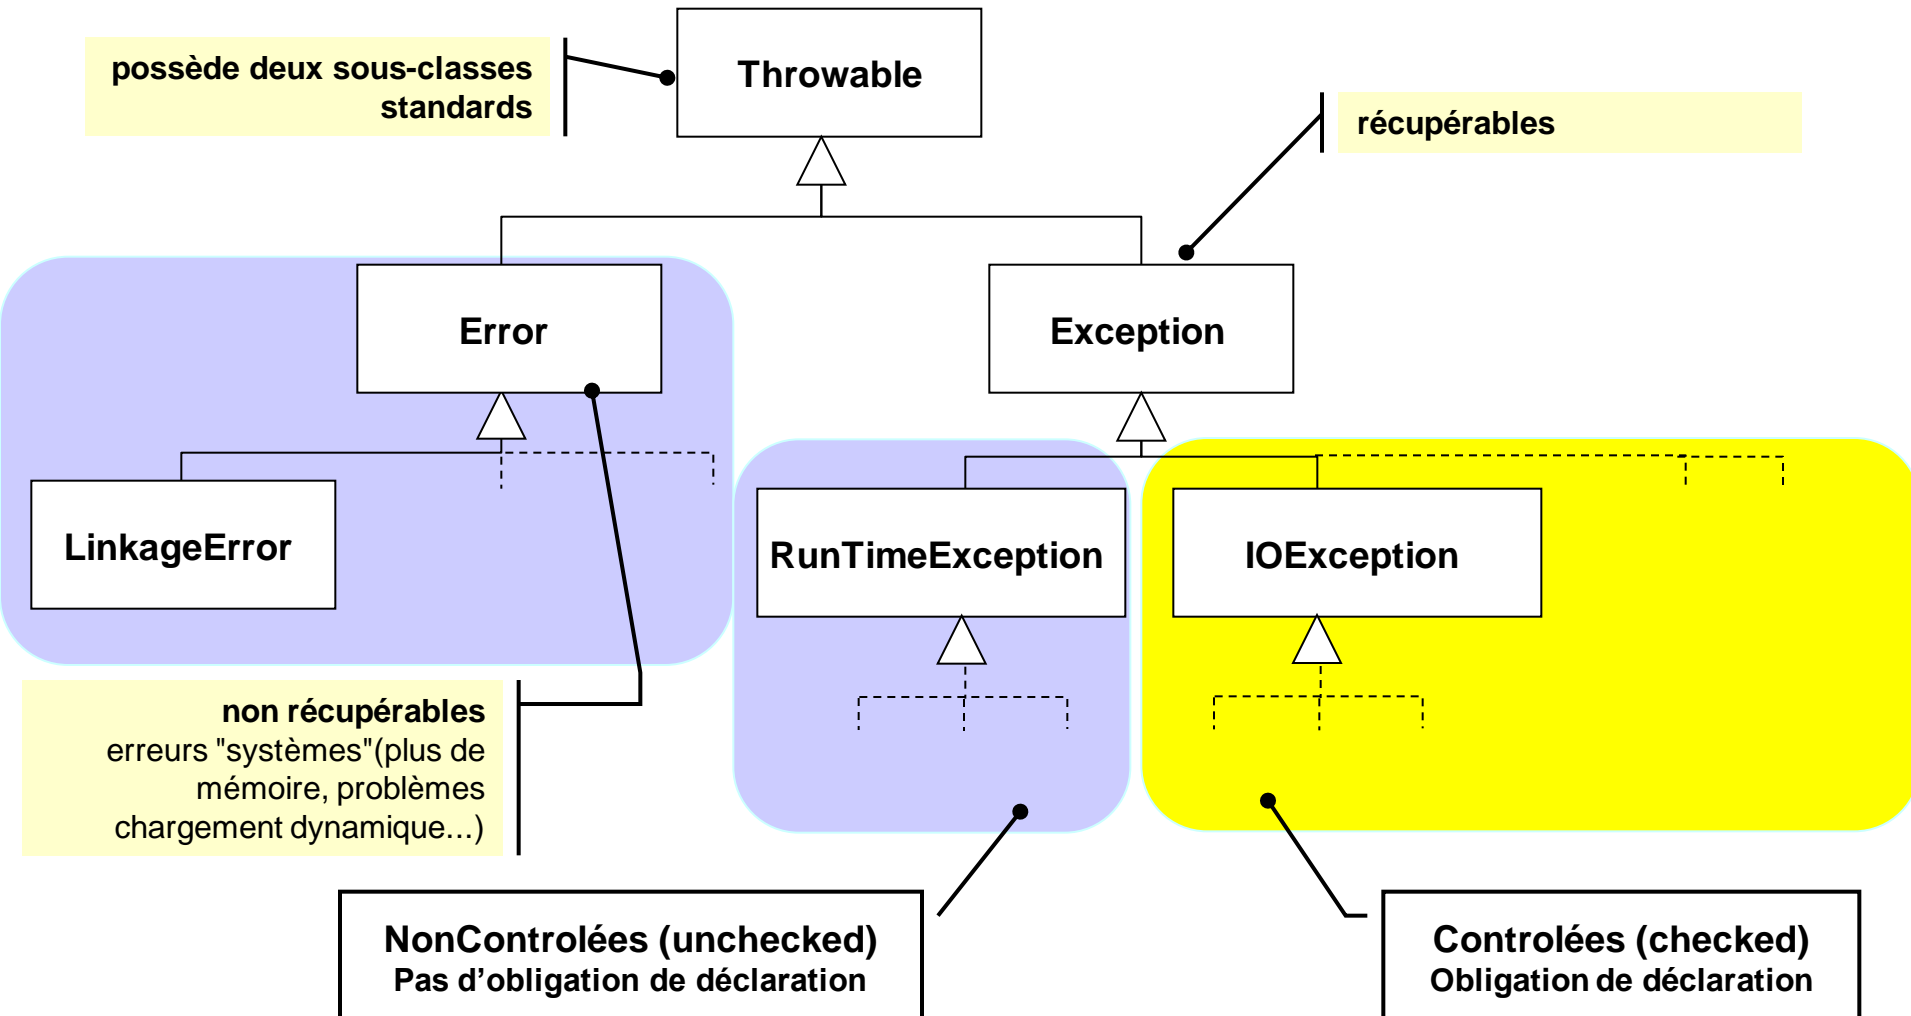 possède deux sous-classes
standards
Throwable
récupérables
Error
Exception
LinkageError
RunTimeException
IOException
non récupérables
erreurs "systèmes"(plus de
mémoire, problèmes
chargement dynamique...)
NonControlées (unchecked)
Pas d’obligation de déclaration
Controlées (checked)
Obligation de déclaration